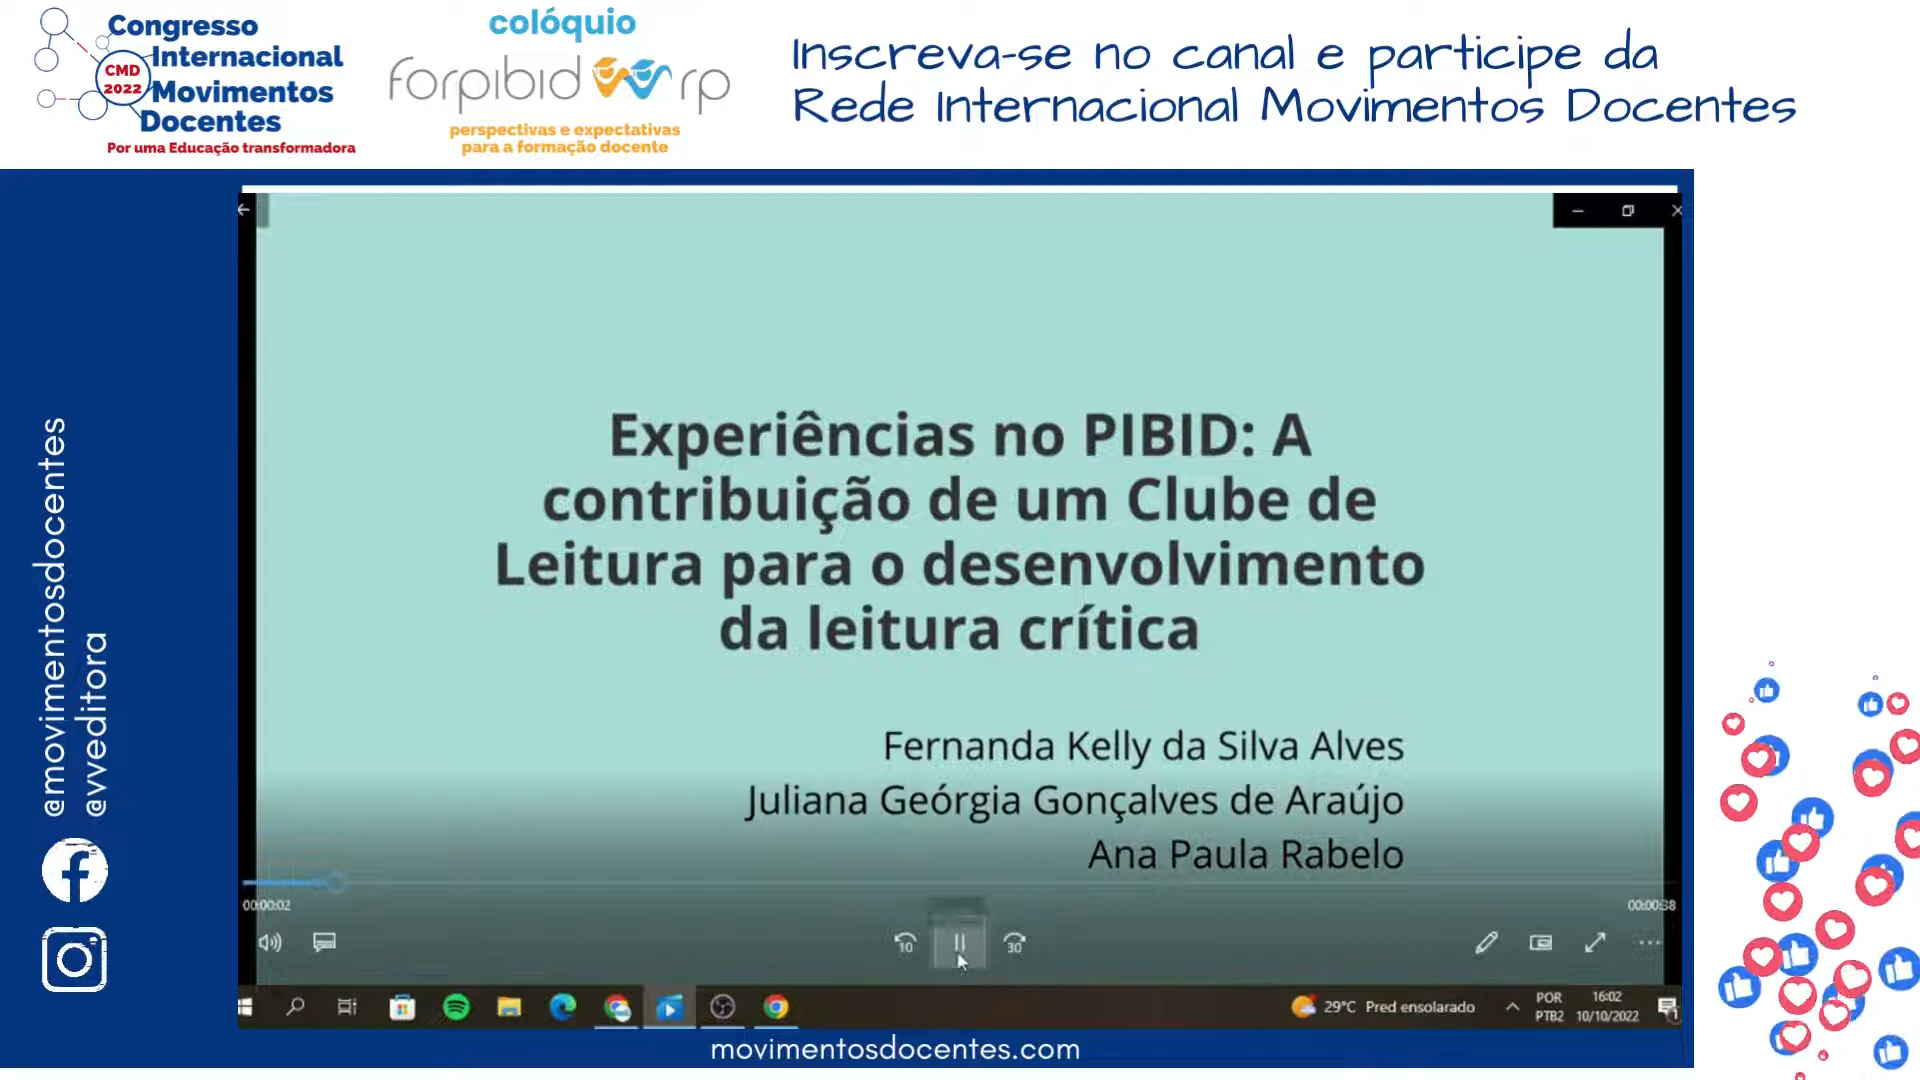 Congresso
Internacional
CMD
2022
Movimentos
Docentes
Por uma Educação transformadora
colóquio
forpibid rp
perspectivas e expectativas
para a formação docente
Inscreva-se no canal e participe da
Rede Internacional Movimentos Docentes
@movimentosdocentes
@vveditora
Experiências no PIBID: A
contribuição de um Clube de
Leitura para o desenvolvimento
da leitura crítica
Fernanda Kelly da Silva Alves
Juliana Geórgia Gonçalves de Araújo
Ana Paula Rabelo
00:00:02
00:00:38
10
30
29°C Pred ensolarado
POR
PTB2
16:02
10/10/2022
1
movimentosdocentes.com